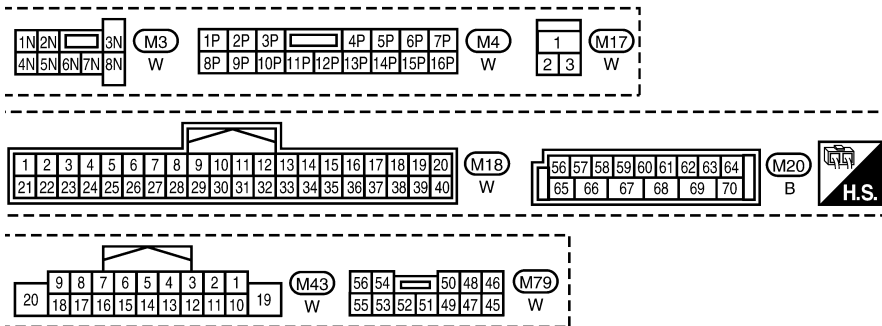 1N 2N 3N M3
4N 5N 6N 7N 8N W
1P 2P 3P 4P 5P 6P 7P M4
8P 9P 10P 11P 12P 13P 14P 15P 16P W
1 M17
2 3 W
1 2 3 4 5 6 7 8 9 10 11 12 13 14 15 16 17 18 19 20 M18
21 22 23 24 25 26 27 28 29 30 31 32 33 34 35 36 37 38 39 40 W
56 57 58 59 60 61 62 63 64 M20
65 66 67 68 69 70 B
H.S.
9 8 7 6 5 4 3 2 1 M43
20 18 17 16 15 14 13 12 11 10 19 W
56 54 50 48 46 M79
55 53 52 51 49 47 45 W